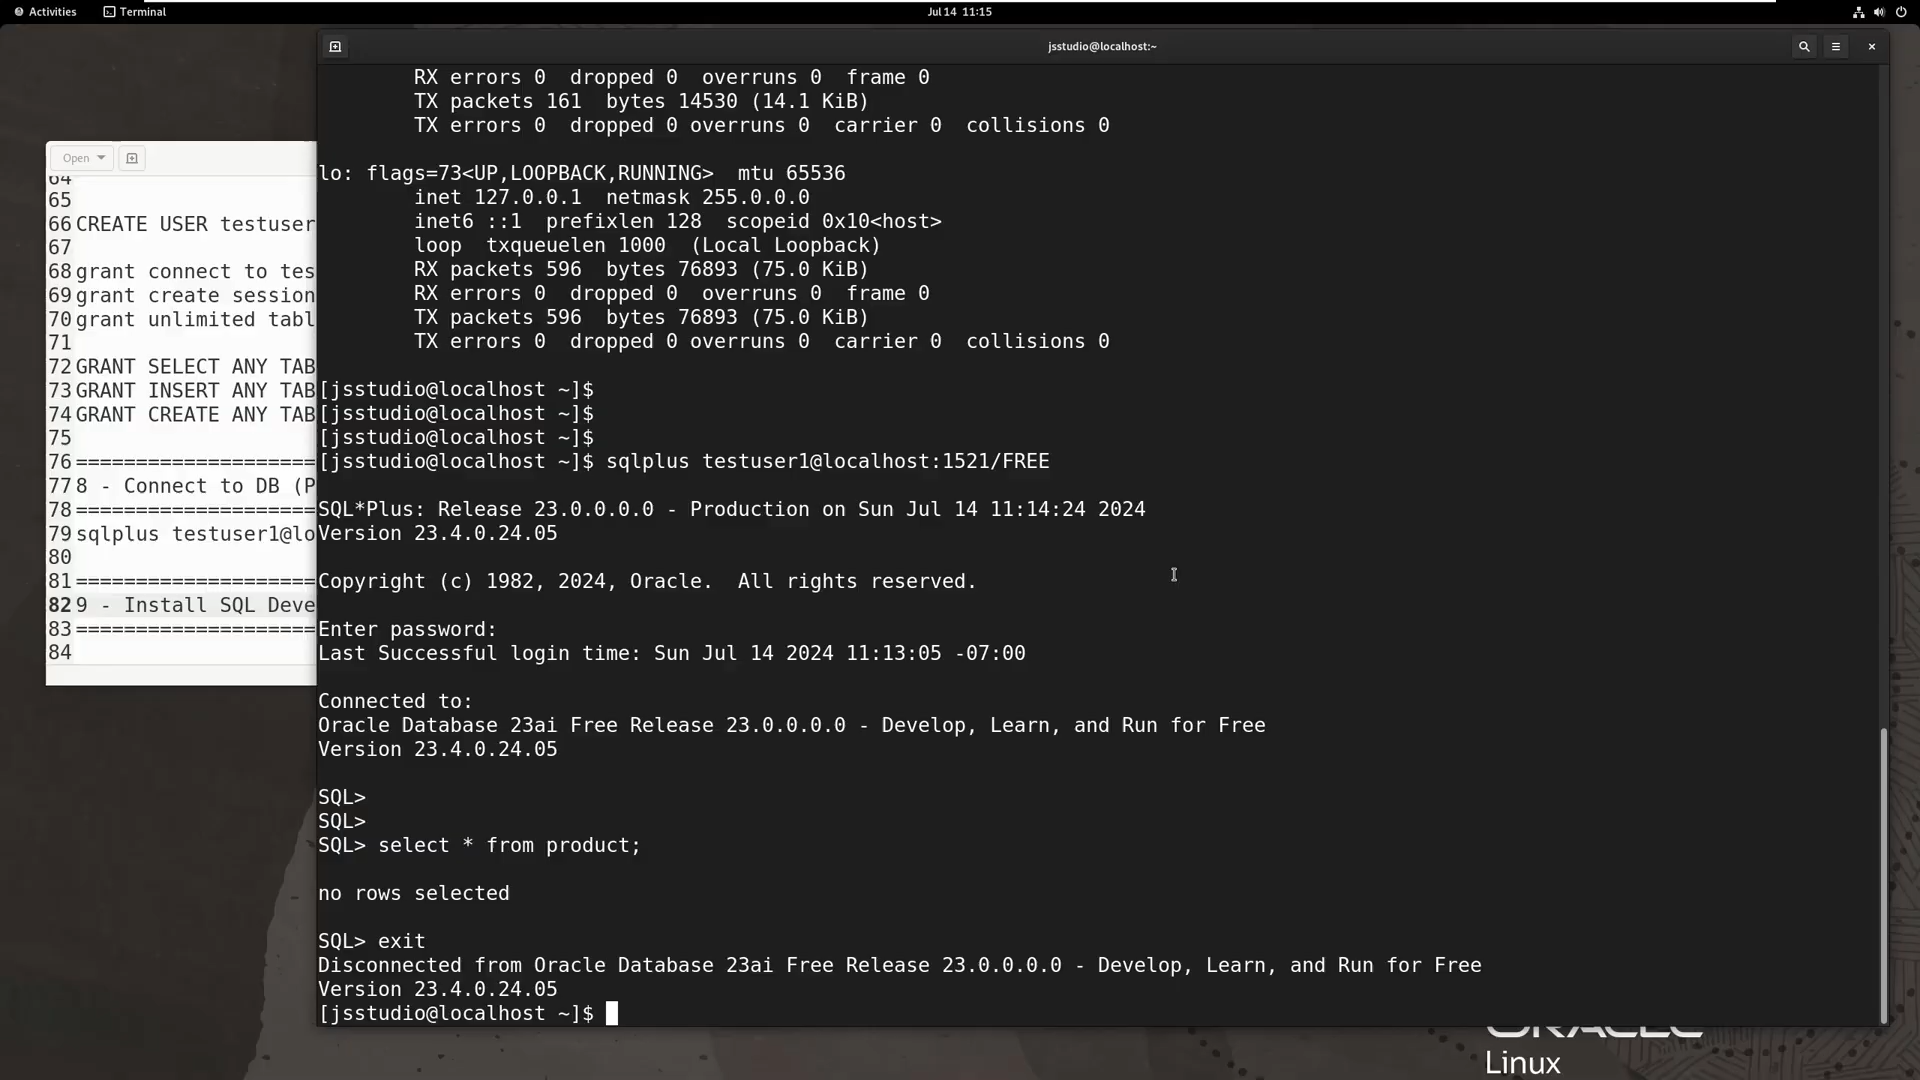 Activities Terminal Jul 14 11:15
jsstudio@localhost:~
Open
64
65
66 CREATE USER testuser
67
68 grant connect to tes
69 grant create session
70 grant unlimited tabl
71
72 GRANT SELECT ANY TAB
73 GRANT INSERT ANY TAB
74 GRANT CREATE ANY TAB
75
76 ====================
77 8 - Connect to DB (P
78 ====================
79 sqlplus testuser1@lo
80
81 ====================
82 9 - Install SQL Deve
83 ====================
84
RX errors 0  dropped 0  overruns 0  frame 0
TX packets 161  bytes 14530 (14.1 KiB)
TX errors 0  dropped 0 overruns 0  carrier 0  collisions 0
lo: flags=73<UP,LOOPBACK,RUNNING>  mtu 65536
inet 127.0.0.1  netmask 255.0.0.0
inet6 ::1  prefixlen 128  scopeid 0x10<host>
loop  txqueuelen 1000  (Local Loopback)
RX packets 596  bytes 76893 (75.0 KiB)
RX errors 0  dropped 0  overruns 0  frame 0
TX packets 596  bytes 76893 (75.0 KiB)
TX errors 0  dropped 0 overruns 0  carrier 0  collisions 0
[jsstudio@localhost ~]$
[jsstudio@localhost ~]$
[jsstudio@localhost ~]$
[jsstudio@localhost ~]$ sqlplus testuser1@localhost:1521/FREE
SQL*Plus: Release 23.0.0.0.0 - Production on Sun Jul 14 11:14:24 2024
Version 23.4.0.24.05
Copyright (c) 1982, 2024, Oracle.  All rights reserved.
Enter password:
Last Successful login time: Sun Jul 14 2024 11:13:05 -07:00
Connected to:
Oracle Database 23ai Free Release 23.0.0.0.0 - Develop, Learn, and Run for Free
Version 23.4.0.24.05
SQL>
SQL>
SQL> select * from product;
no rows selected
SQL> exit
Disconnected from Oracle Database 23ai Free Release 23.0.0.0.0 - Develop, Learn, and Run for Free
Version 23.4.0.24.05
[jsstudio@localhost ~]$
ORACLE
Linux